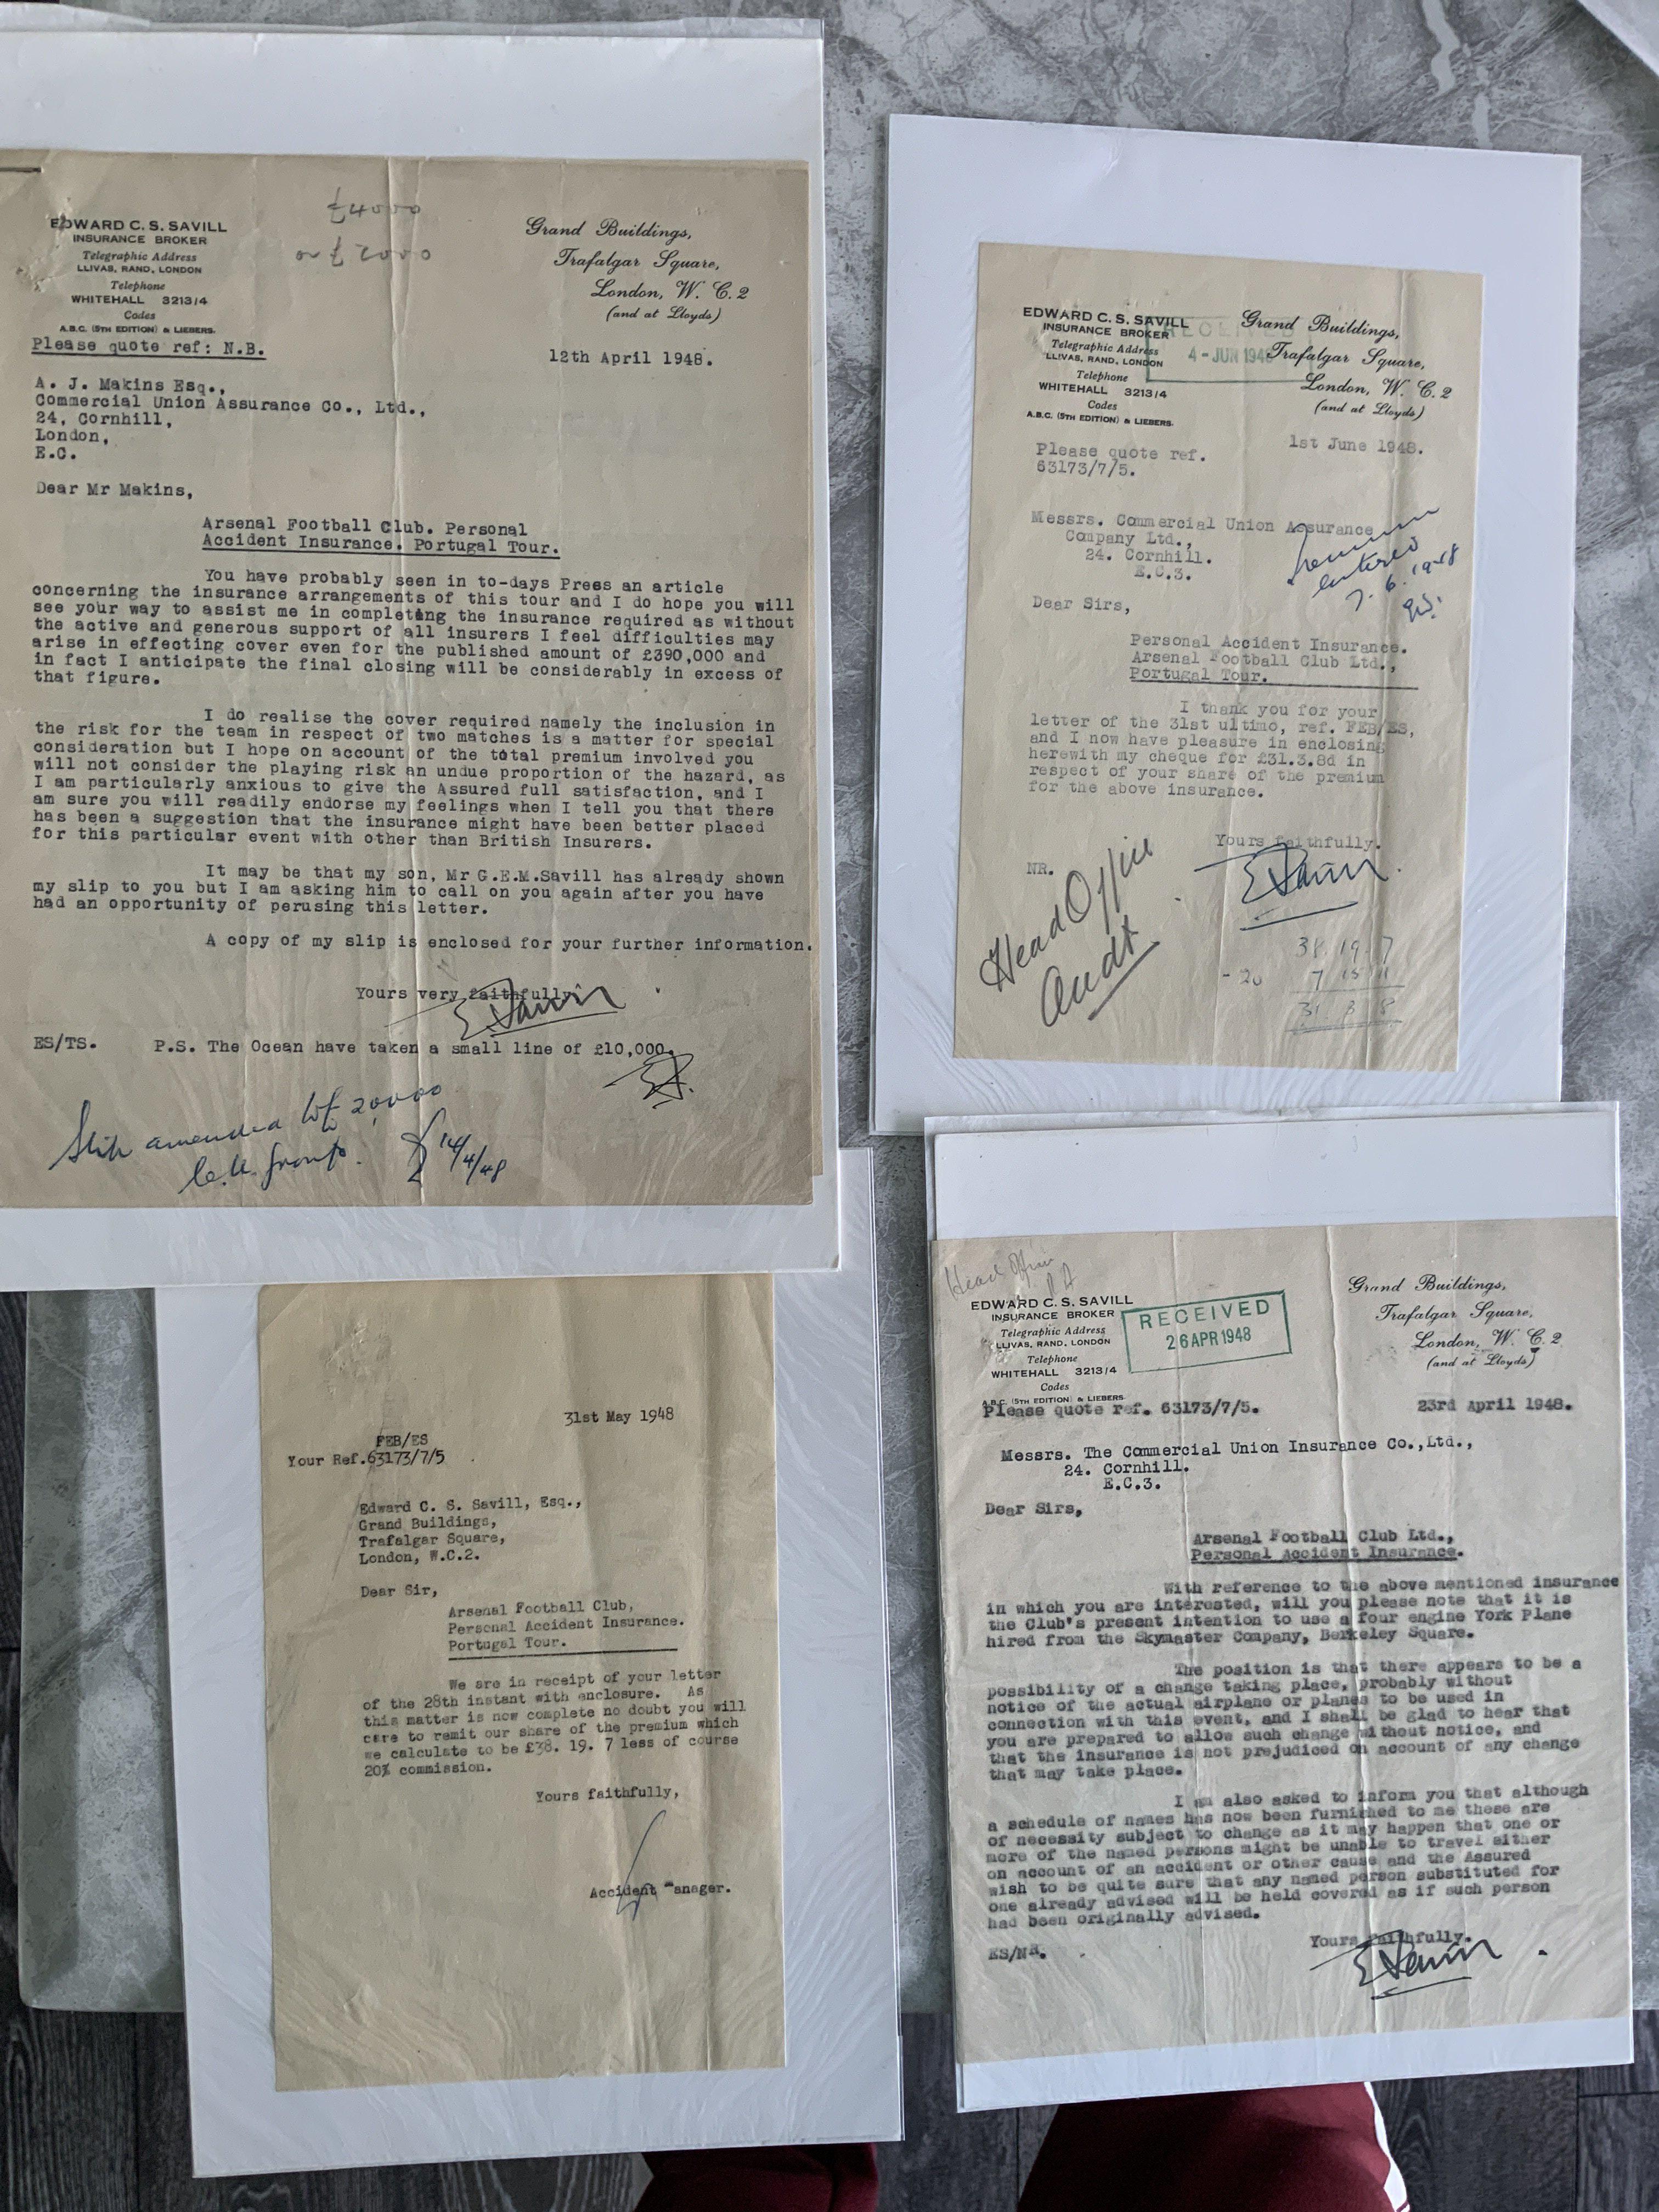 £4000
or £2000
EDWARD C. S. SAVILL
INSURANCE BROKER
Telegraphic Address
LLIVAS, RAND, LONDON
Telephone
WHITEHALL 3213/4
Codes
A.B.C. (5TH EDITION) & LIEBERS.
Please quote ref: N.B.
Grand Buildings,
Trafalgar Square,
London, W. C. 2
(and at Lloyds)
12th April 1948.
A. J. Makins Esq.,
Commercial Union Assurance Co., Ltd.,
24, Cornhill,
London,
E.C.
Dear Mr Makins,
Arsenal Football Club. Personal
Accident Insurance. Portugal Tour.
You have probably seen in to-days Press an article
concerning the insurance arrangements of this tour and I do hope you will
see your way to assist me in completing the insurance required as without
the active and generous support of all insurers I feel difficulties may
arise in effecting cover even for the published amount of £390,000 and
in fact I anticipate the final closing will be considerably in excess of
that figure.
I do realise the cover required namely the inclusion in
the risk for the team in respect of two matches is a matter for special
consideration but I hope on account of the total premium involved you
will not consider the playing risk an undue proportion of the hazard, as
I am particularly anxious to give the Assured full satisfaction, and I
am sure you will readily endorse my feelings when I tell you that there
has been a suggestion that the insurance might have been better placed
for this particular event with other than British Insurers.
It may be that my son, Mr G.E.M.Savill has already shown
my slip to you but I am asking him to call on you again after you have
had an opportunity of perusing this letter.
A copy of my slip is enclosed for your further information.
Yours very faithfully,
ESavill
ES/TS. P.S. The Ocean have taken a small line of £10,000.
ES.
Slip amended to £20,000
C.U. Group. 14/4/48
EDWARD C. S. SAVILL
INSURANCE BROKER
Telegraphic Address
LLIVAS, RAND, LONDON
Telephone
WHITEHALL 3213/4
Codes
A.B.C. (5TH EDITION) & LIEBERS.
4 - JUN 1948
Grand Buildings,
Trafalgar Square,
London, W. C. 2
(and at Lloyds)
1st June 1948.
Please quote ref.
63173/7/5.
Messrs. Commercial Union Assurance
Company Ltd.,
24. Cornhill.
E.C.3.
entered
7.6.1948
Dear Sirs,
Personal Accident Insurance.
Arsenal Football Club Ltd.,
Portugal Tour.
I thank you for your
letter of the 31st ultimo, ref. FEB/ES,
and I now have pleasure in enclosing
herewith my cheque for £31.3.8d in
respect of your share of the premium
for the above insurance.
Yours faithfully.
NR.
ESavill
Head Office
Audt
38. 19. 7
- 20 7 15 11
31. 3 8
31st May 1948
FEB/ES
Your Ref.63173/7/5
Edward C. S. Savill, Esq.,
Grand Buildings,
Trafalgar Square,
London, W.C.2.
Dear Sir,
Arsenal Football Club,
Personal Accident Insurance.
Portugal Tour.
We are in receipt of your letter
of the 28th instant with enclosure. As
this matter is now complete no doubt you will
care to remit our share of the premium which
we calculate to be £38. 19. 7 less of course
20% commission.
Yours faithfully,
Accident Manager.
Head Office
EDWARD C. S. SAVILL
INSURANCE BROKER
Telegraphic Address
LLIVAS, RAND, LONDON
Telephone
WHITEHALL 3213/4
Codes
A.B.C. (5TH EDITION) & LIEBERS.
RECEIVED
26 APR 1948
Grand Buildings,
Trafalgar Square,
London, W. C. 2
(and at Lloyds)
Please quote ref. 63173/7/5.
23rd April 1948.
Messrs. The Commercial Union Insurance Co.,Ltd.,
24. Cornhill.
E.C.3.
Dear Sirs,
Arsenal Football Club Ltd.,
Personal Accident Insurance.
With reference to the above mentioned insurance
in which you are interested, will you please note that it is
the Club's present intention to use a four engine York Plane
hired from the Skymaster Company, Berkeley Square.
The position is that there appears to be a
possibility of a change taking place, probably without
notice of the actual airplane or planes to be used in
connection with this event, and I shall be glad to hear that
you are prepared to allow such change without notice, and
that the insurance is not prejudiced on account of any change
that may take place.
I am also asked to inform you that although
a schedule of names has now been furnished to me these are
of necessity subject to change as it may happen that one or
more of the named persons might be unable to travel either
on account of an accident or other cause and the Assured
wish to be quite sure that any named person substituted for
one already advised will be held covered as if such person
had been originally advised.
Yours faithfully.
ES/NR.
ESavill